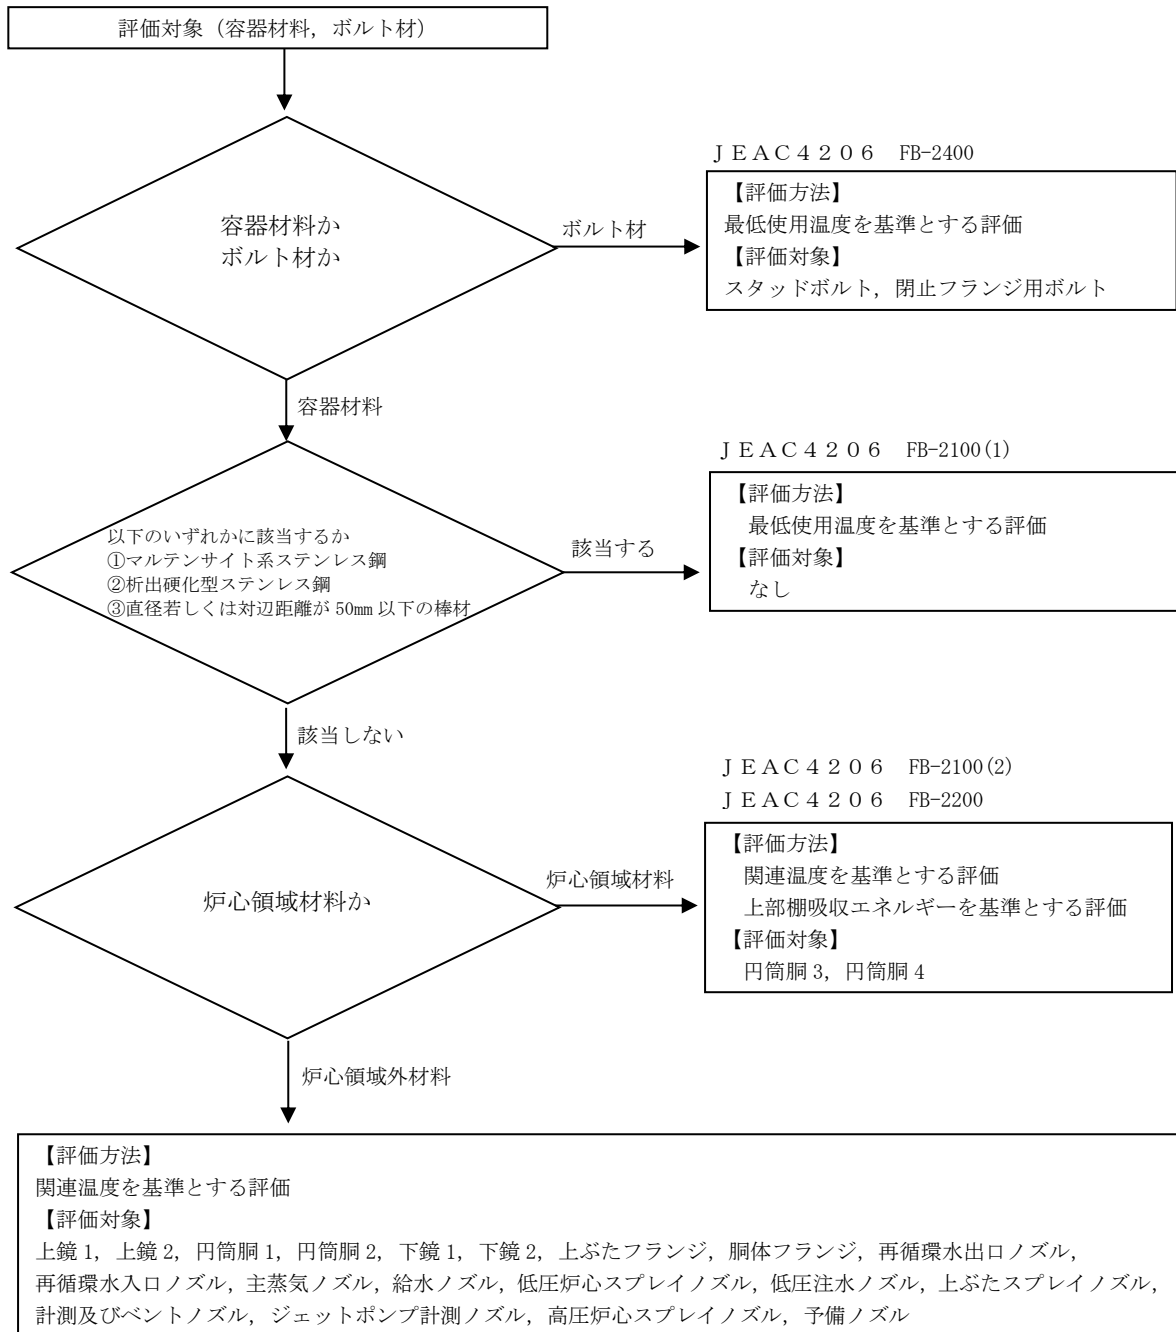 評価対象（容器材料，ボルト材）
容器材料か
ボルト材か
ボルト材
ＪＥＡＣ４２０６　FB-2400
【評価方法】
最低使用温度を基準とする評価
【評価対象】
スタッドボルト，閉止フランジ用ボルト
容器材料
以下のいずれかに該当するか
①マルテンサイト系ステンレス鋼
②析出硬化型ステンレス鋼
③直径若しくは対辺距離が 50mm 以下の棒材
該当する
ＪＥＡＣ４２０６　FB-2100(1)
【評価方法】
最低使用温度を基準とする評価
【評価対象】
なし
該当しない
炉心領域材料か
炉心領域材料
ＪＥＡＣ４２０６　FB-2100(2)
ＪＥＡＣ４２０６　FB-2200
【評価方法】
関連温度を基準とする評価
上部棚吸収エネルギーを基準とする評価
【評価対象】
円筒胴 3，円筒胴 4
炉心領域外材料
【評価方法】
関連温度を基準とする評価
【評価対象】
上鏡 1，上鏡 2，円筒胴 1，円筒胴 2，下鏡 1，下鏡 2，上ぶたフランジ，胴体フランジ，再循環水出口ノズル，
再循環水入口ノズル，主蒸気ノズル，給水ノズル，低圧炉心スプレイノズル，低圧注水ノズル，上ぶたスプレイノズル，
計測及びベントノズル，ジェットポンプ計測ノズル，高圧炉心スプレイノズル，予備ノズル